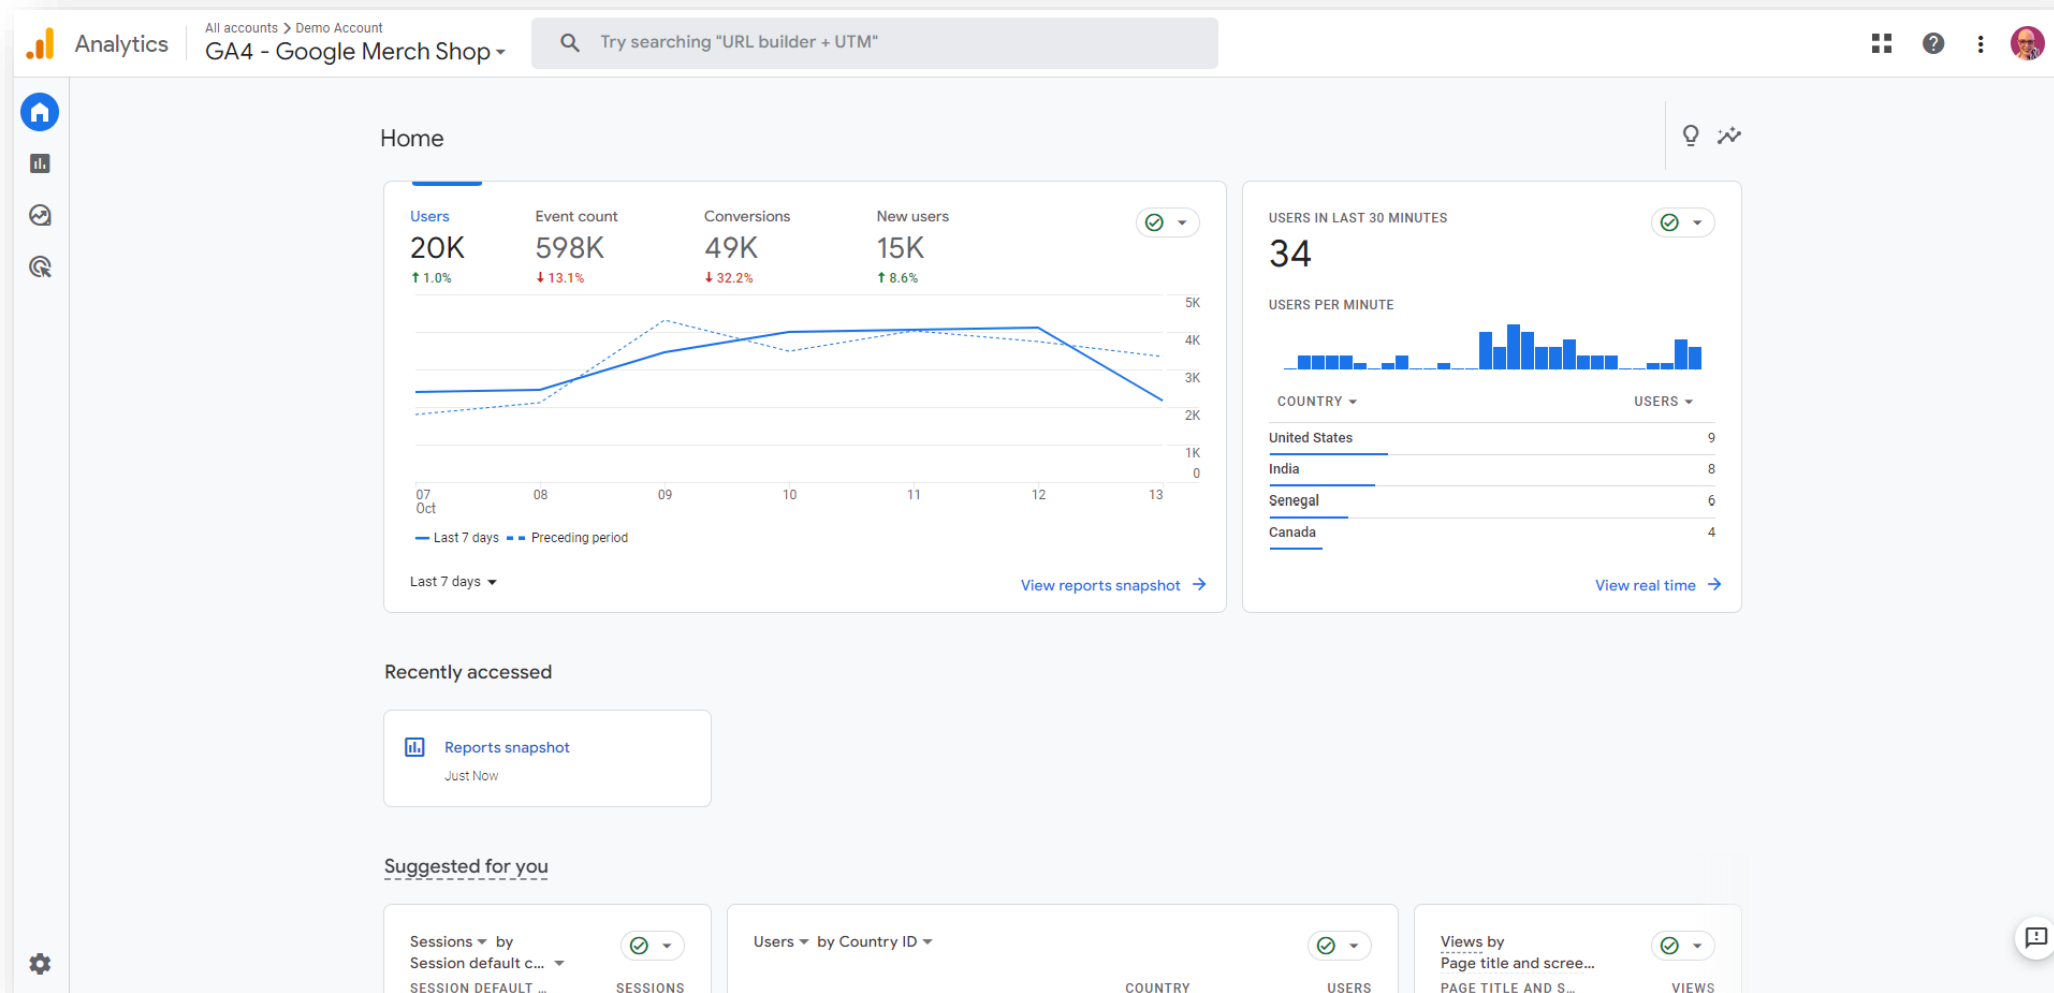 All accounts > Demo Account
Analytics
GA4 - Google Merch Shop
Try searching "URL builder + UTM"
Home
Users
20K
↑ 1.0%
Event count
598K
↓ 13.1%
Conversions
49K
↓ 32.2%
New users
15K
↑ 8.6%
5K
4K
3K
2K
1K
0
07
Oct
08
09
10
11
12
13
Last 7 days
Preceding period
Last 7 days
View reports snapshot →
USERS IN LAST 30 MINUTES
34
USERS PER MINUTE
COUNTRY
USERS
United States 9
India 8
Senegal 6
Canada 4
View real time →
Recently accessed
Reports snapshot
Just Now
Suggested for you
Sessions by
Session default c...
SESSION DEFAULT ...
SESSIONS
Users by Country ID
COUNTRY
USERS
Views by
Page title and scree...
PAGE TITLE AND S...
VIEWS